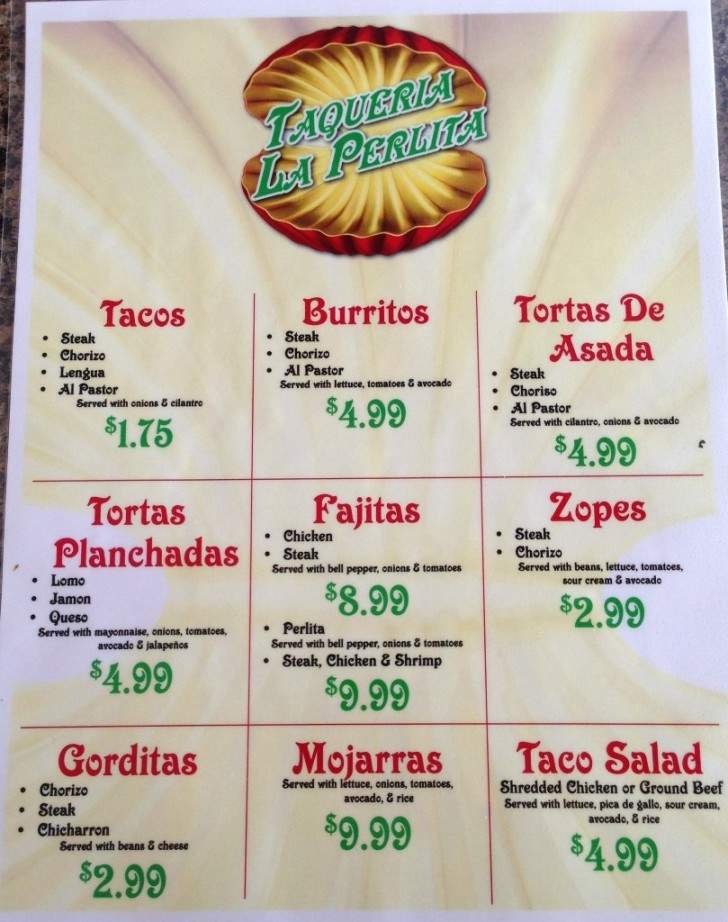 TAQUERIA
LA PERLITA
Tacos
• Steak
• Chorizo
• Lengua
• Al Pastor
Served with onions & cilantro
$1.75
Burritos
• Steak
• Chorizo
• Al Pastor
Served with lettuce, tomatoes & avocado
$4.99
Tortas De
Asada
• Steak
• Choriso
• Al Pastor
Served with cilantro, onions & avocado
$4.99
Tortas
Planchadas
• Lomo
• Jamon
• Queso
Served with mayonnaise, onions, tomatoes,
avocado & jalapeños
$4.99
Fajitas
• Chicken
• Steak
Served with bell pepper, onions & tomatoes
$8.99
• Perlita
Served with bell pepper, onions & tomatoes
• Steak, Chicken & Shrimp
$9.99
Zopes
• Steak
• Chorizo
Served with beans, lettuce, tomatoes,
sour cream & avocado
$2.99
Gorditas
• Chorizo
• Steak
• Chicharron
Served with beans & cheese
$2.99
Mojarras
Served with lettuce, onions, tomatoes,
avocado, & rice
$9.99
Taco Salad
Shredded Chicken or Ground Beef
Served with lettuce, pica de gallo, sour cream,
avocado, & rice
$4.99